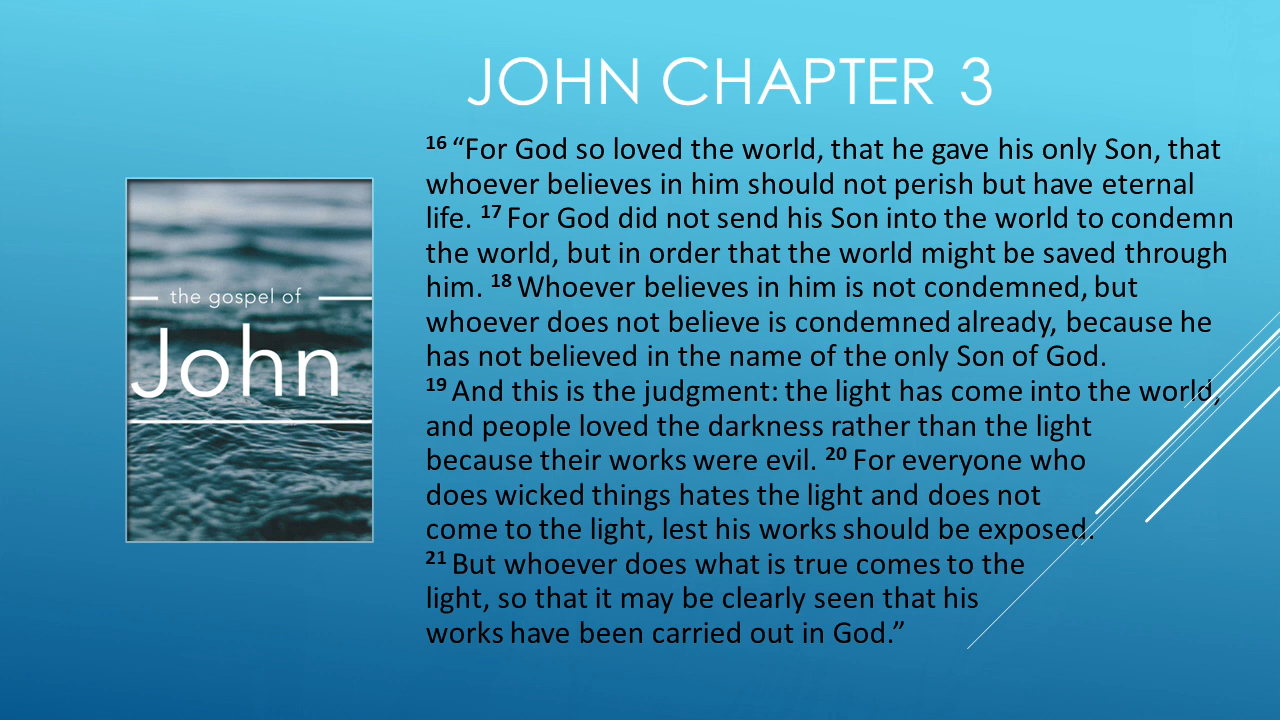 JOHN CHAPTER 3
the gospel of
John
16 “For God so loved the world, that he gave his only Son, that
whoever believes in him should not perish but have eternal
life. 17 For God did not send his Son into the world to condemn
the world, but in order that the world might be saved through
him. 18 Whoever believes in him is not condemned, but
whoever does not believe is condemned already, because he
has not believed in the name of the only Son of God.
19 And this is the judgment: the light has come into the world,
and people loved the darkness rather than the light
because their works were evil. 20 For everyone who
does wicked things hates the light and does not
come to the light, lest his works should be exposed.
21 But whoever does what is true comes to the
light, so that it may be clearly seen that his
works have been carried out in God.”